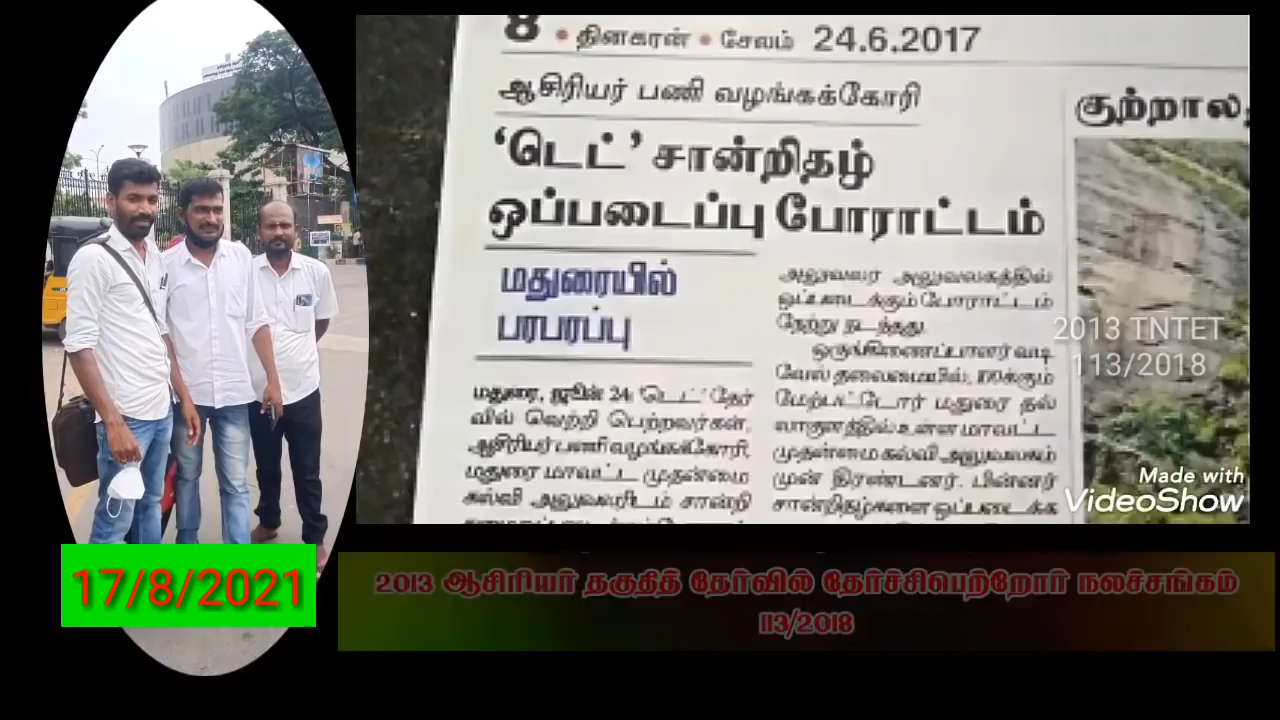 8 • தினகரன் • சேலம் 24.6.2017
ஆசிரியர் பணி வழங்கக்கோரி
‘டெட்’ சான்றிதழ்
ஒப்படைப்பு போராட்டம்
மதுரையில்
பரபரப்பு
மதுரை, ஜூன் 24: ‘டெட்’ தேர்
வில் வெற்றி பெற்றவர்கள்,
ஆசிரியர் பணி வழங்கக்கோரி,
மதுரை மாவட்ட முதன்மை
கல்வி அலுவலரிடம் சான்றி
அலுவலர் அலுவலகத்தில்
ஒப்படைக்கும் போராட்டம்
நேற்று நடந்தது.
ஒருங்கிணைப்பாளர் வடி
வேல் தலைமையில்,
மேற்பட்டோர் மதுரை தல்
லாகுளத்தில் உள்ள மாவட்ட
முதன்மை கல்வி அலுவலகம்
முன் திரண்டனர். பின்னர்
சான்றிதழ்களை ஒப்படைக்க
குற்றால
2013 TNTET
113/2018
Made with
VideoShow
17/8/2021
2013 ஆசிரியர் தகுதித் தேர்வில் தேர்ச்சிபெற்றோர் நலச்சங்கம்
113/2018